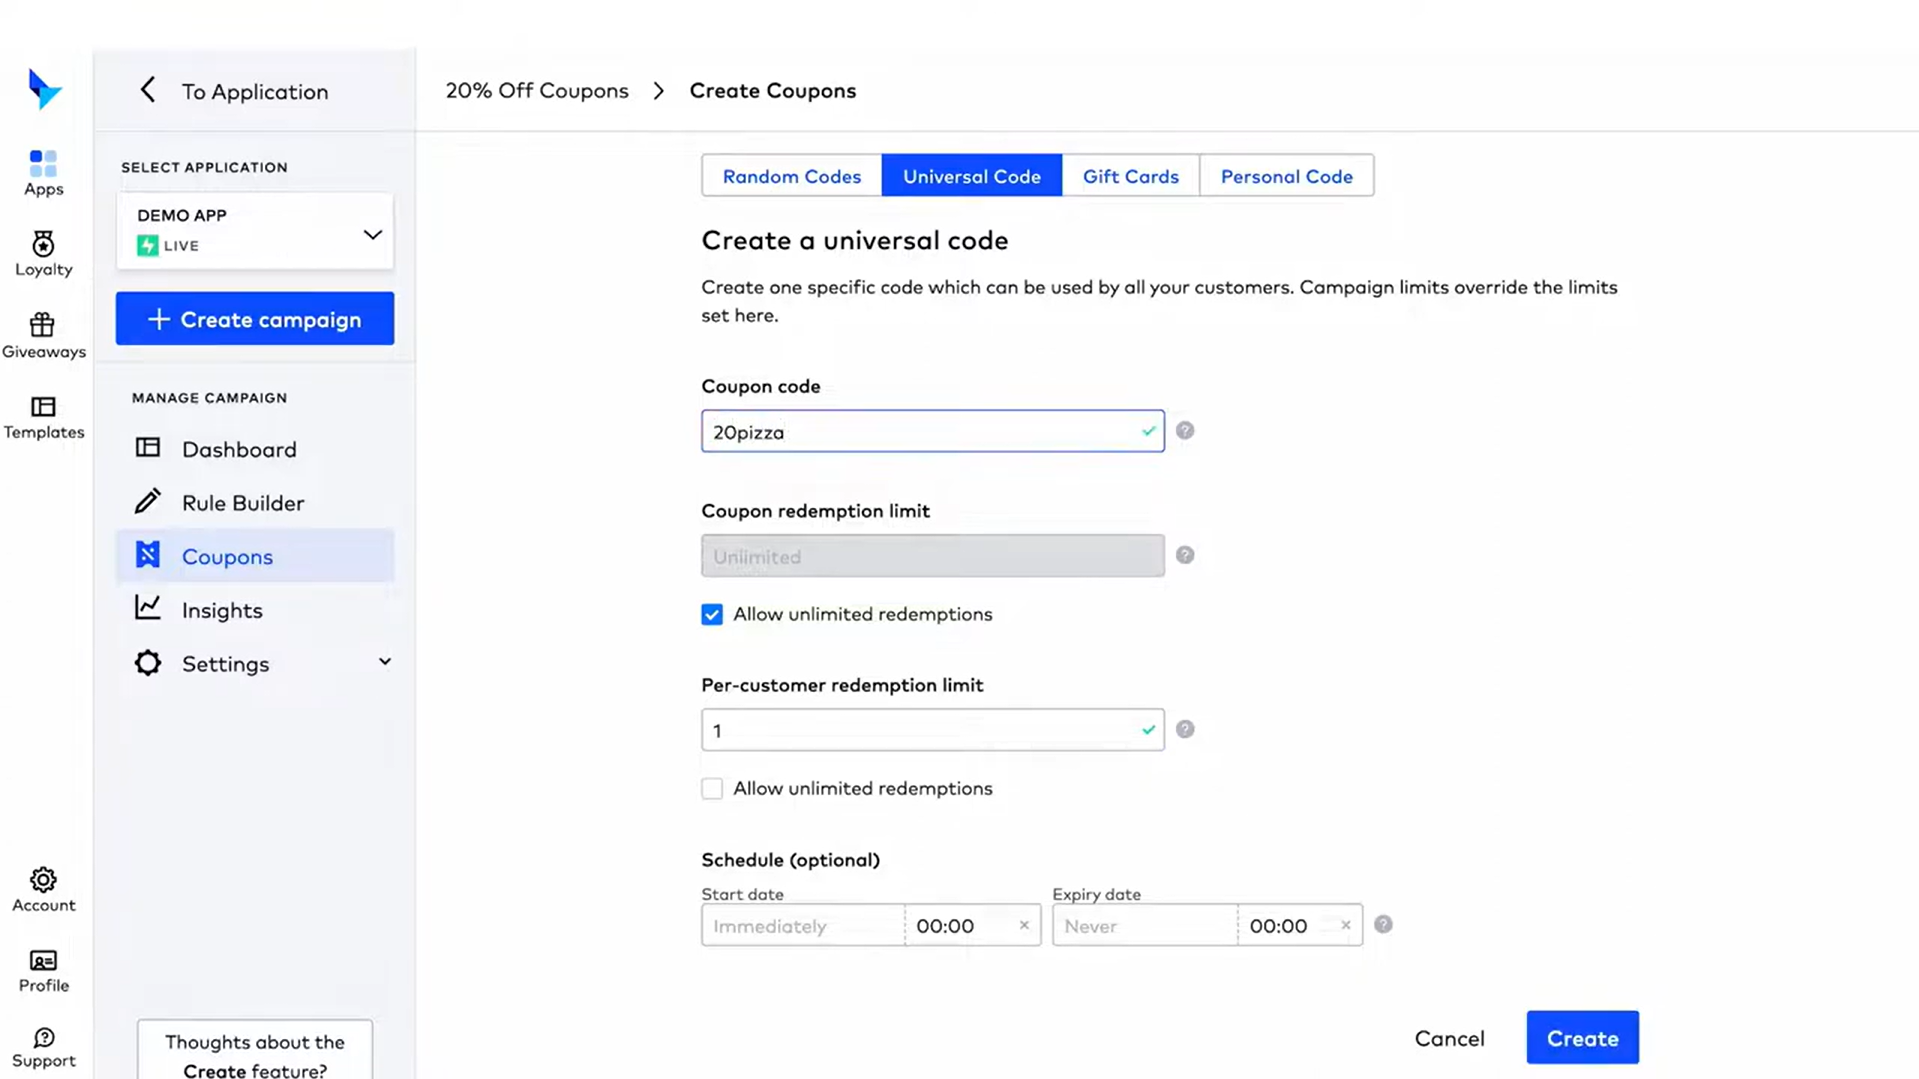 To Application
20% Off Coupons > Create Coupons
Apps
Loyalty
Giveaways
Templates
Account
Profile
Support
SELECT APPLICATION
DEMO APP
LIVE
+ Create campaign
MANAGE CAMPAIGN
Dashboard
Rule Builder
Coupons
Insights
Settings
Thoughts about the
Create feature?
Random Codes
Universal Code
Gift Cards
Personal Code
Create a universal code
Create one specific code which can be used by all your customers. Campaign limits override the limits
set here.
Coupon code
20pizza
Coupon redemption limit
Unlimited
Allow unlimited redemptions
Per-customer redemption limit
1
Allow unlimited redemptions
Schedule (optional)
Start date
Immediately 00:00 ×
Expiry date
Never 00:00 ×
Cancel
Create